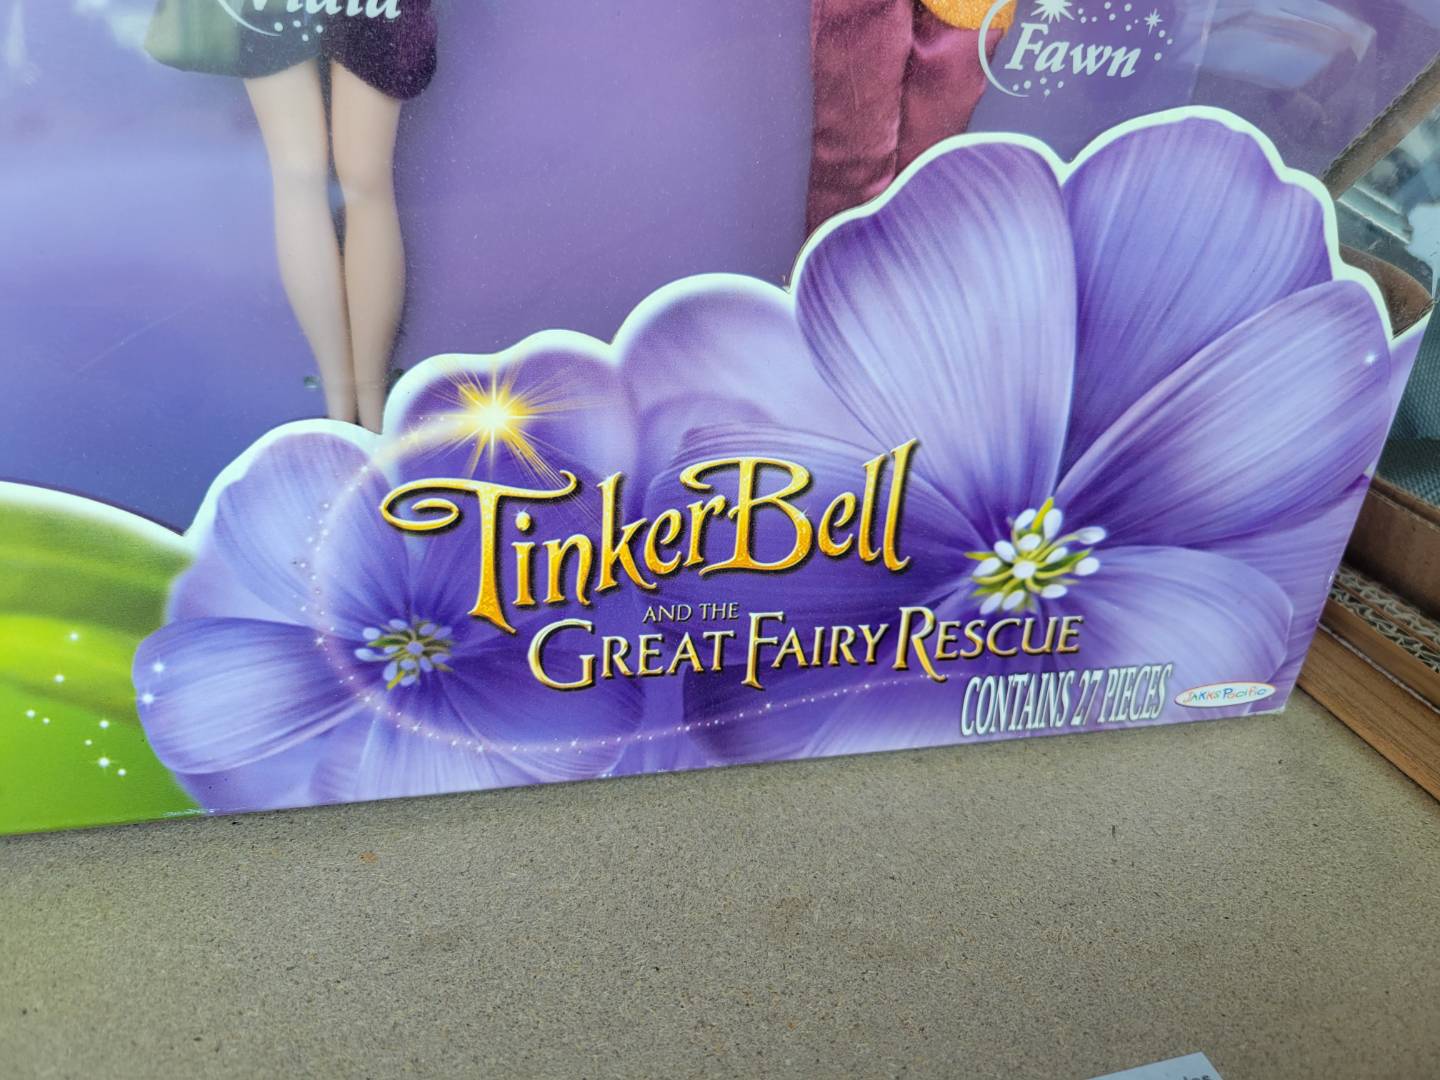 Fawn
TinkerBell
AND THE
GREAT FAIRY RESCUE
CONTAINS 27 PIECES
JAKKS Pacific